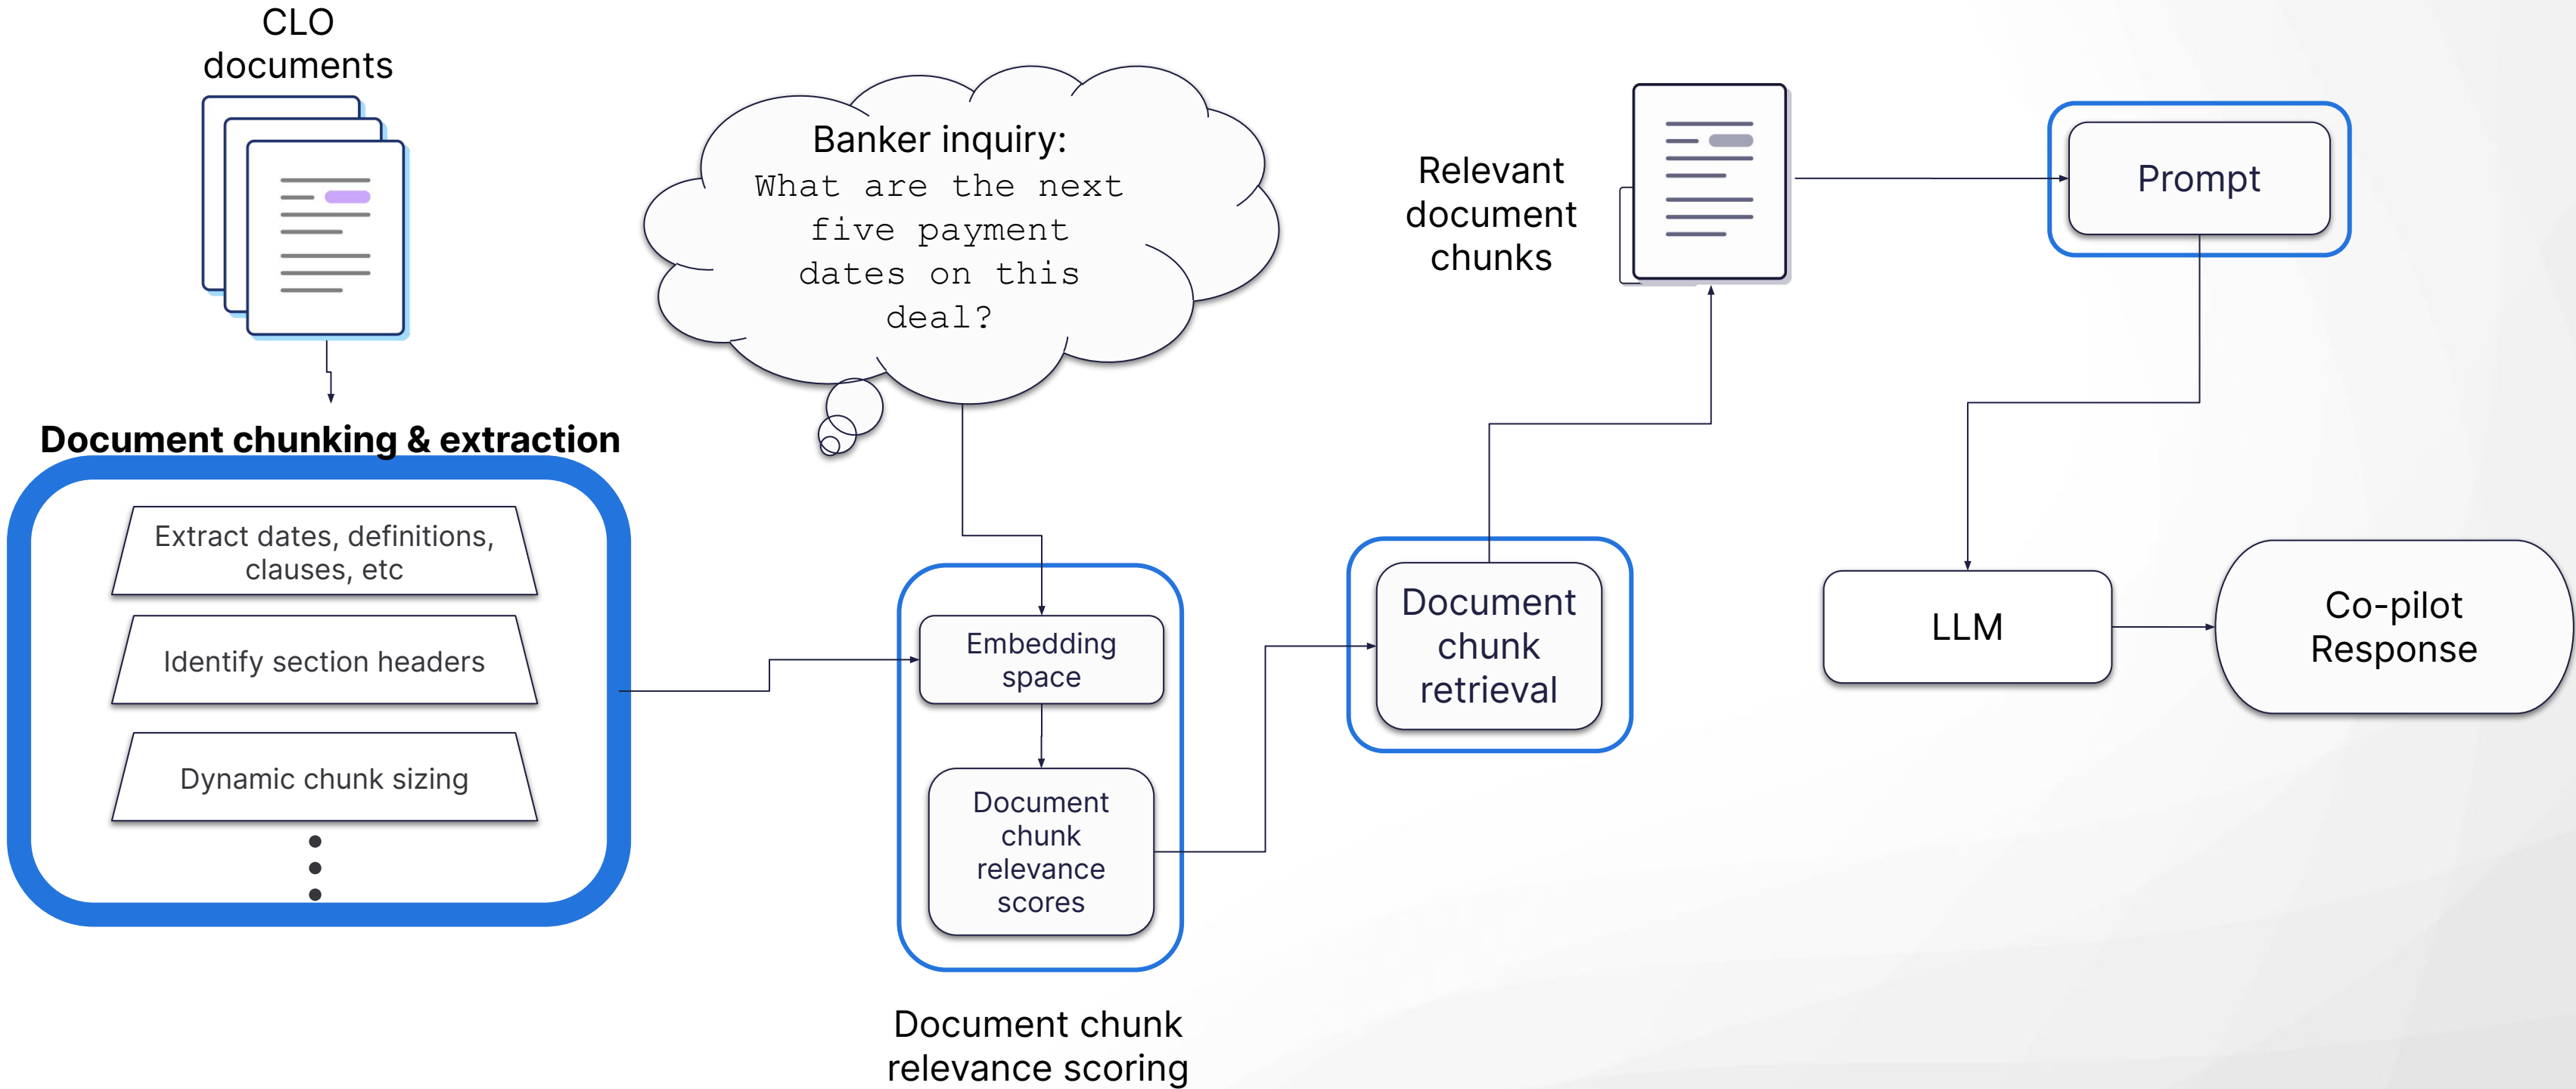 CLO
documents
Document chunking & extraction
Extract dates, definitions,
clauses, etc
Identify section headers
Dynamic chunk sizing
Banker inquiry:
What are the next
five payment
dates on this
deal?
Embedding
space
Document
chunk
relevance
scores
Document chunk
relevance scoring
Document
chunk
retrieval
Relevant
document
chunks
Prompt
LLM
Co-pilot
Response